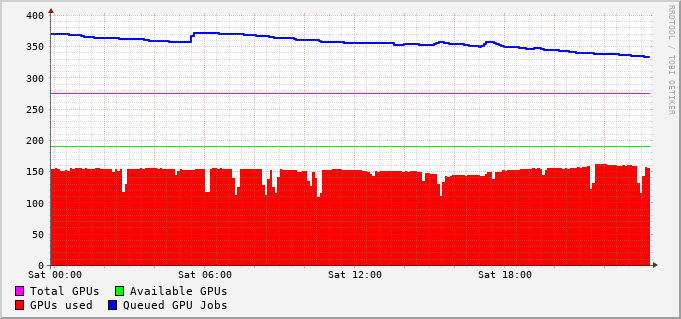 400
350
300
250
200
150
100
50
0
Sat 00:00 Sat 06:00 Sat 12:00 Sat 18:00
Total GPUs Available GPUs
GPUs used Queued GPU Jobs
RRDTOOL / TOBI OETIKER